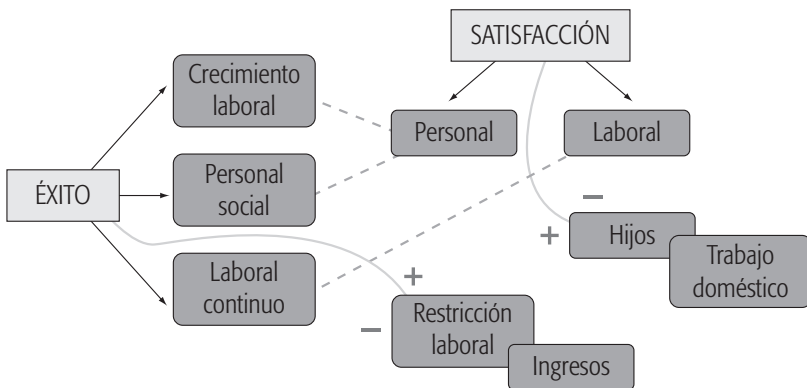 SATISFACCIÓN
Crecimiento
laboral
Personal
Laboral
ÉXITO
Personal
social
−
+
Hijos
Trabajo
doméstico
Laboral
continuo
+
−
Restricción
laboral
Ingresos